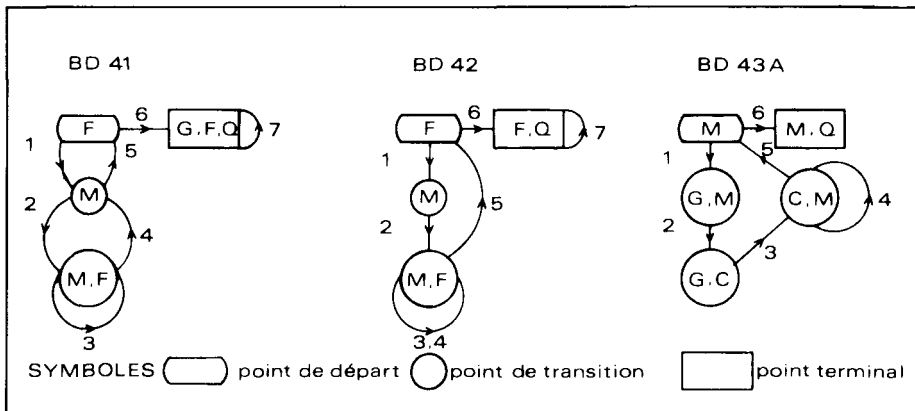 BD 41 BD 42 BD 43A
F 6 G,F,Q 7 F 6 F,Q 7 M 6 M,Q
1 5 1 1 5
M M 5 G,M C,M 4
2 4 2 2
M,F M,F G,C 3
3 3,4
SYMBOLES point de départ point de transition point terminal